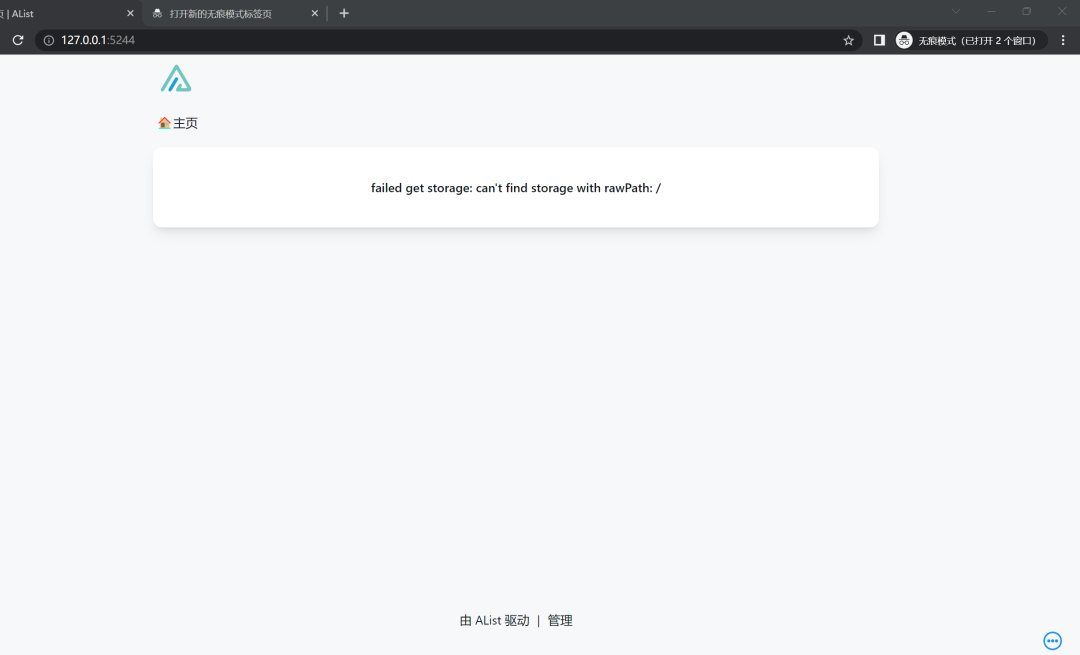 页 | AList
打开新的无痕模式标签页
127.0.0.1:5244
无痕模式（已打开 2 个窗口）
主页
failed get storage: can't find storage with rawPath: /
由 AList 驱动 | 管理